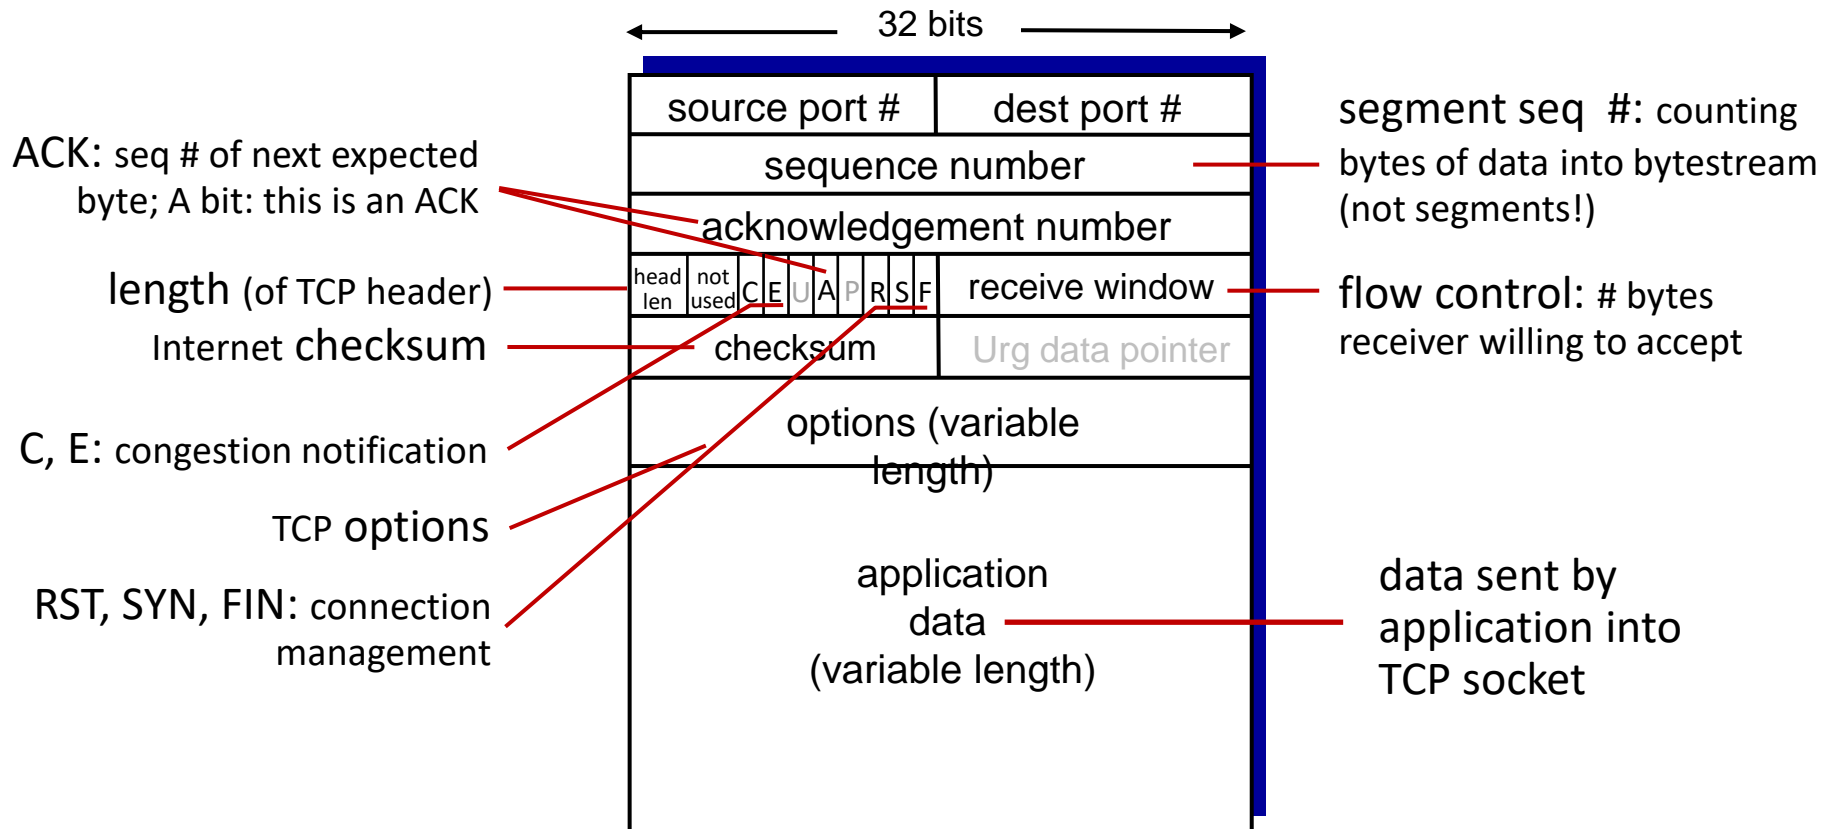 32 bits
source port #
dest port #
sequence number
acknowledgement number
head
len
not
used
C
E
U
A
P
R
S
F
receive window
checksum
Urg data pointer
options (variable
length)
application
data
(variable length)
ACK: seq # of next expected
byte; A bit: this is an ACK
length (of TCP header)
Internet checksum
C, E: congestion notification
TCP options
RST, SYN, FIN: connection
management
segment seq #: counting
bytes of data into bytestream
(not segments!)
flow control: # bytes
receiver willing to accept
data sent by
application into
TCP socket